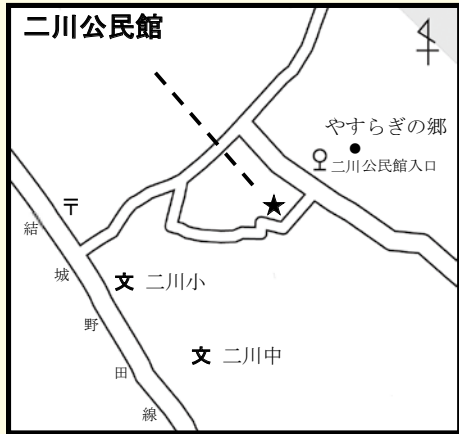 二川公民館
やすらぎの郷
二川公民館入口
〒
結城野田線
文 二川小
文 二川中